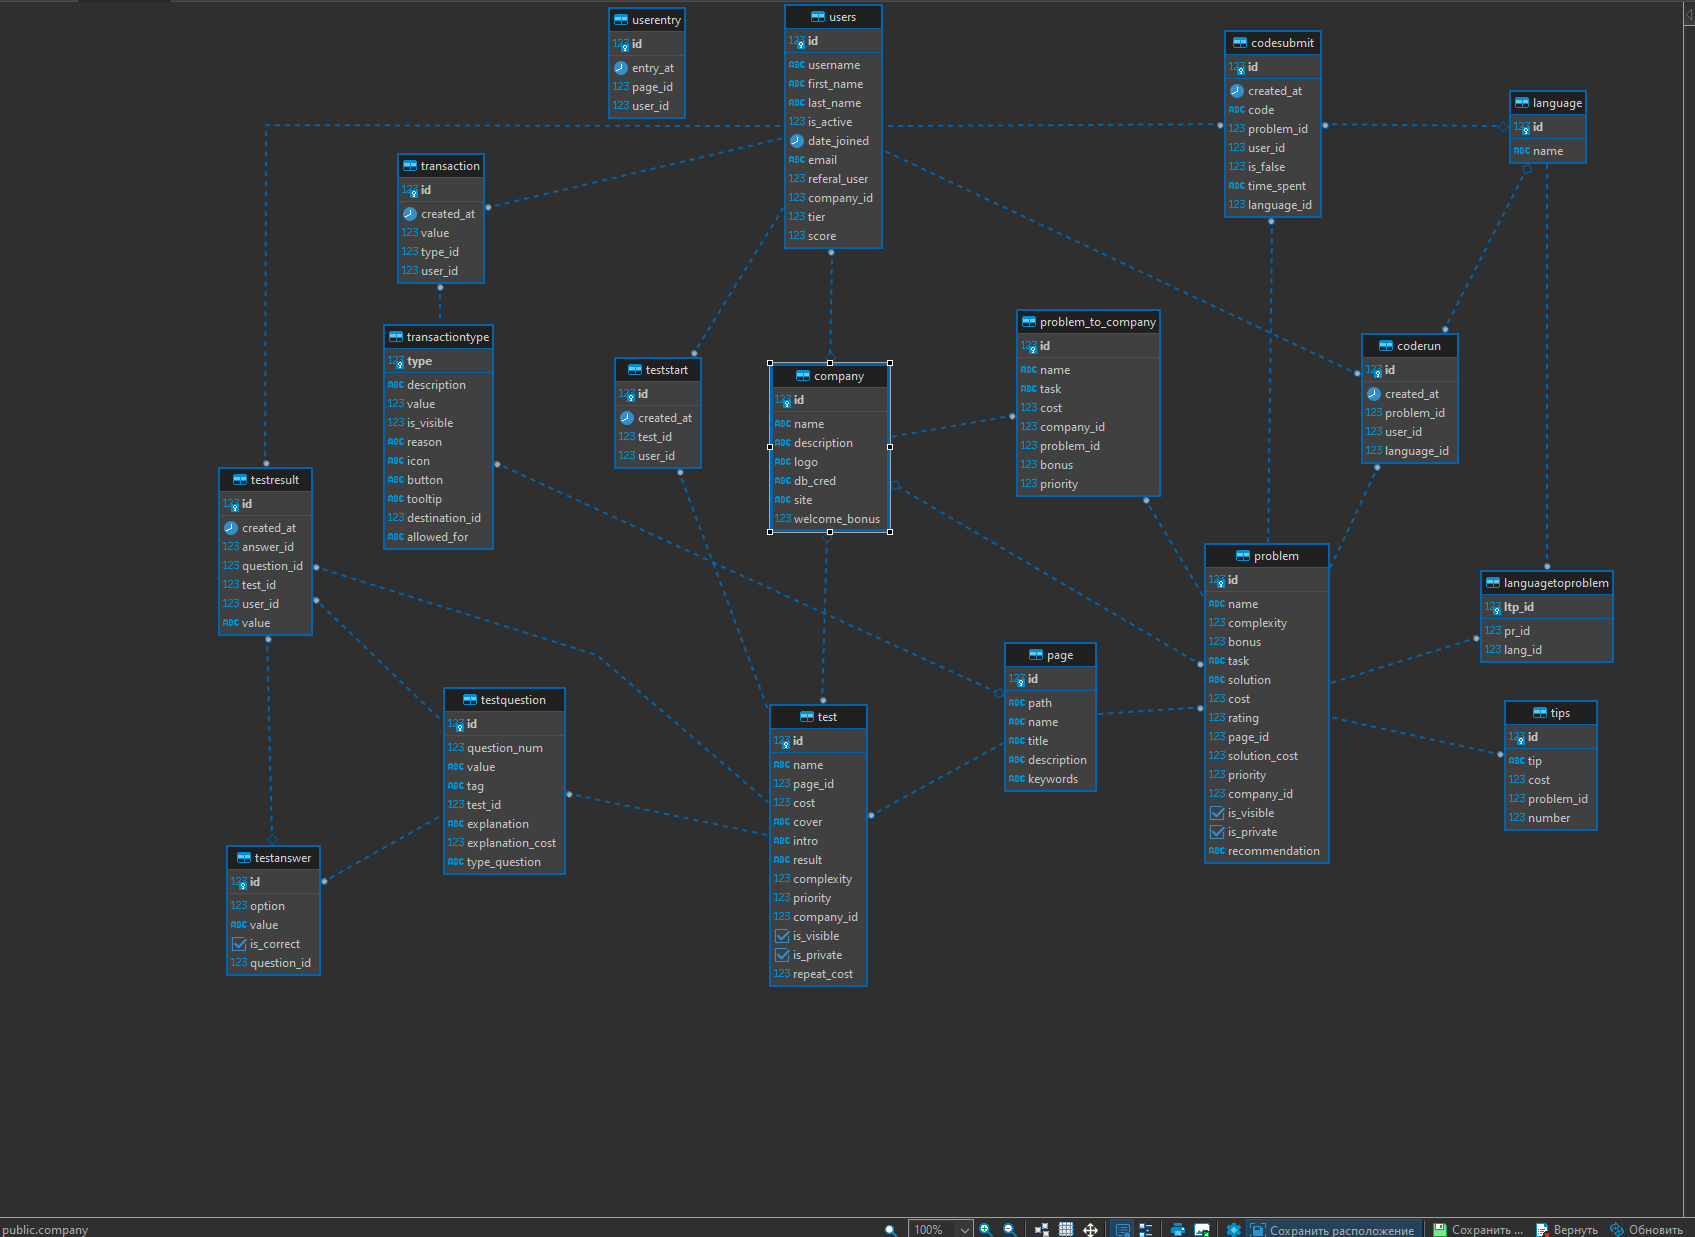 userentry
123 id
entry_at
123 page_id
123 user_id
users
123 id
ABC username
ABC first_name
ABC last_name
123 is_active
date_joined
ABC email
123 referal_user
123 company_id
123 tier
123 score
codesubmit
123 id
created_at
ABC code
123 problem_id
123 user_id
123 is_false
ABC time_spent
123 language_id
language
123 id
ABC name
transaction
123 id
created_at
123 value
123 type_id
123 user_id
transactiontype
123 type
ABC description
123 value
123 is_visible
ABC reason
ABC icon
ABC button
ABC tooltip
123 destination_id
ABC allowed_for
teststart
123 id
created_at
123 test_id
123 user_id
company
123 id
ABC name
ABC description
ABC logo
ABC db_cred
ABC site
123 welcome_bonus
problem_to_company
123 id
ABC name
ABC task
123 cost
123 company_id
123 problem_id
123 bonus
123 priority
coderun
123 id
created_at
123 problem_id
123 user_id
123 language_id
testresult
123 id
created_at
123 answer_id
123 question_id
123 test_id
123 user_id
ABC value
problem
123 id
ABC name
123 complexity
123 bonus
ABC task
ABC solution
123 cost
123 rating
123 page_id
123 solution_cost
123 priority
123 company_id
is_visible
is_private
ABC recommendation
languagetoproblem
123 ltp_id
123 pr_id
123 lang_id
page
123 id
ABC path
ABC name
ABC title
ABC description
ABC keywords
testquestion
123 id
123 question_num
ABC value
ABC tag
123 test_id
ABC explanation
123 explanation_cost
ABC type_question
test
123 id
ABC name
123 page_id
123 cost
ABC cover
ABC intro
ABC result
123 complexity
123 priority
123 company_id
is_visible
is_private
123 repeat_cost
tips
123 id
ABC tip
123 cost
123 problem_id
123 number
testanswer
123 id
123 option
ABC value
is_correct
123 question_id
public.company
100%
Сохранить расположение
Сохранить ...
Вернуть
Обновить